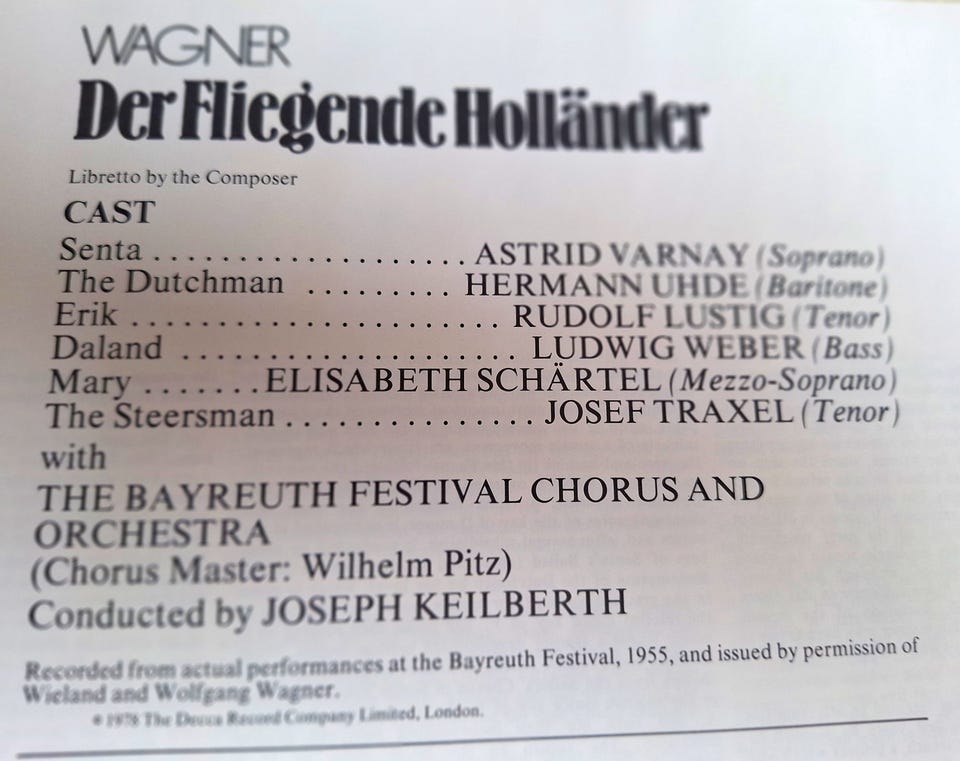 WAGNER
Der Fliegende Holländer
Libretto by the Composer
CAST
Senta . . . . . . . . . . . . . . . . . . . ASTRID VARNAY (Soprano)
The Dutchman . . . . . . . . . HERMANN UHDE (Baritone)
Erik . . . . . . . . . . . . . . . . . . . . . . RUDOLF LUSTIG (Tenor)
Daland . . . . . . . . . . . . . . . . . . . . LUDWIG WEBER (Bass)
Mary . . . . . . . ELISABETH SCHÄRTEL (Mezzo-Soprano)
The Steersman . . . . . . . . . . . . . . . JOSEF TRAXEL (Tenor)
with
THE BAYREUTH FESTIVAL CHORUS AND
ORCHESTRA
(Chorus Master: Wilhelm Pitz)
Conducted by JOSEPH KEILBERTH
Recorded from actual performances at the Bayreuth Festival, 1955, and issued by permission of
Wieland and Wolfgang Wagner.
℗ 1976 The Decca Record Company Limited, London.